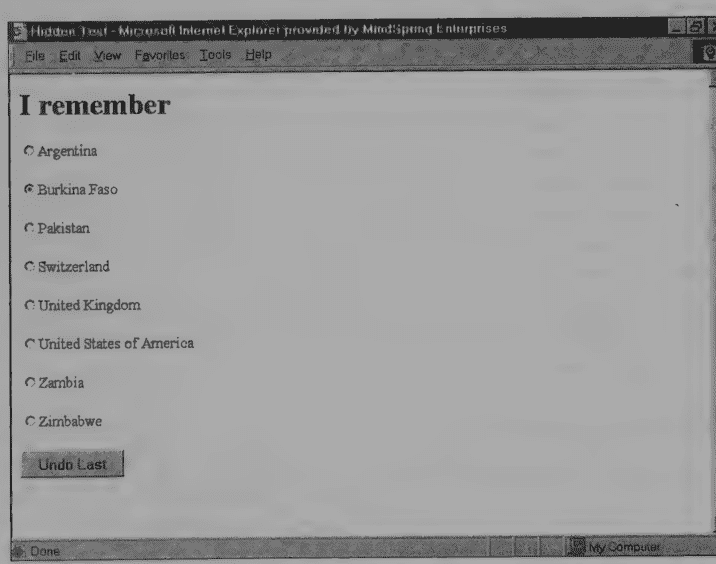 Hidden Test - Microsoft Internet Explorer provided by MindSpring Enterprises
File Edit View Favorites Tools Help
I remember
Argentina
Burkina Faso
Pakistan
Switzerland
United Kingdom
United States of America
Zambia
Zimbabwe
Undo Last
Done
My Computer